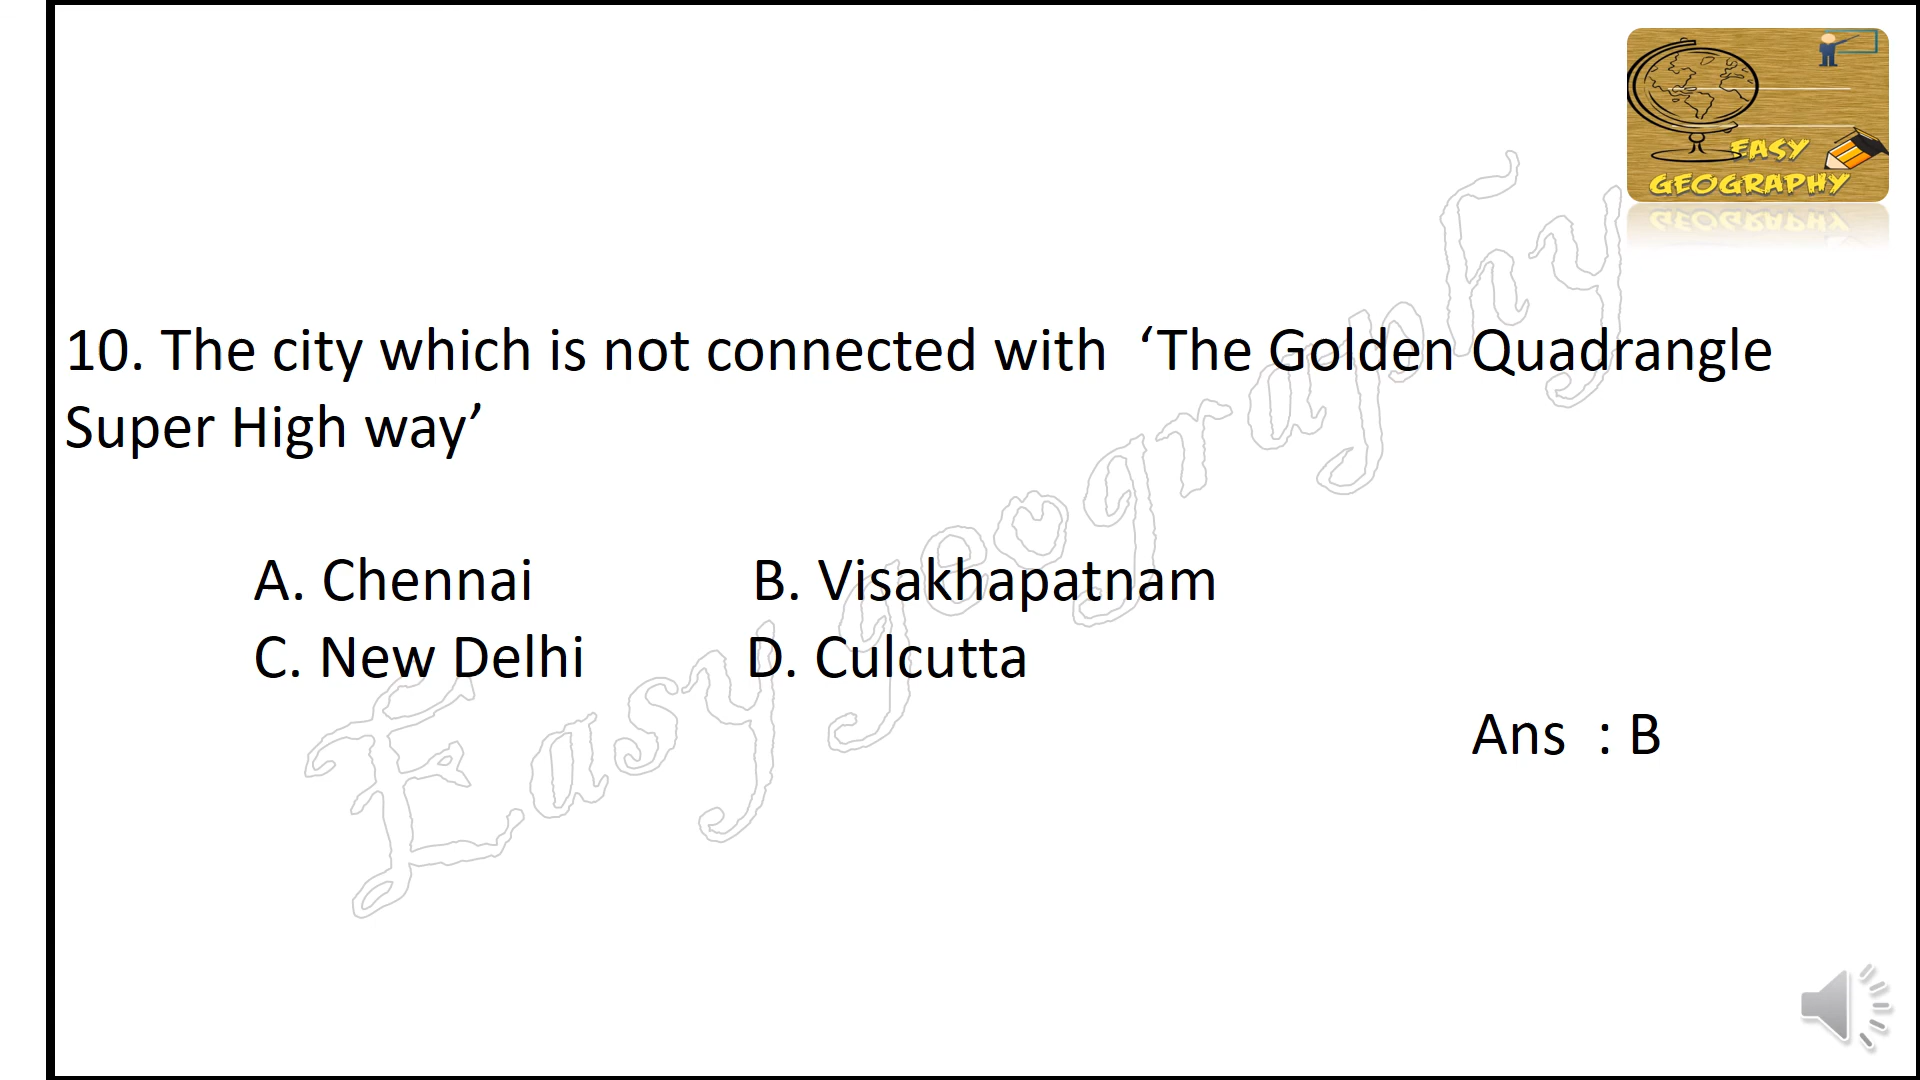 EASY
GEOGRAPHY
10. The city which is not connected with ‘The Golden Quadrangle
Super High way’
A. Chennai B. Visakhapatnam
C. New Delhi D. Culcutta
Ans : B
Easy geography